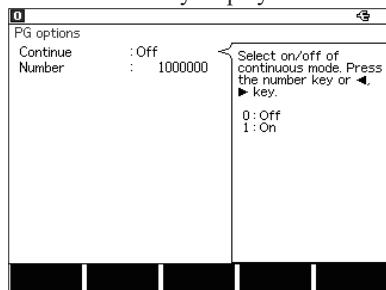 0
PG options
Continue : Off
Number : 1000000
Select on/off of
continuous mode. Press
the number key or ◄,
► key.
0 : Off
1 : On